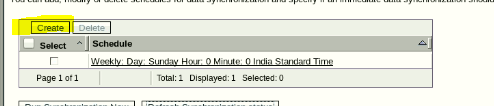 You can add, modify or delete schedules for data synchronization and specify if an immediate data synchronization should
Create Delete
Select Schedule
Weekly: Day: Sunday Hour: 0 Minute: 0 India Standard Time
Page 1 of 1 Total: 1 Displayed: 1 Selected: 0
Run Synchronization Now Refresh Synchronization status